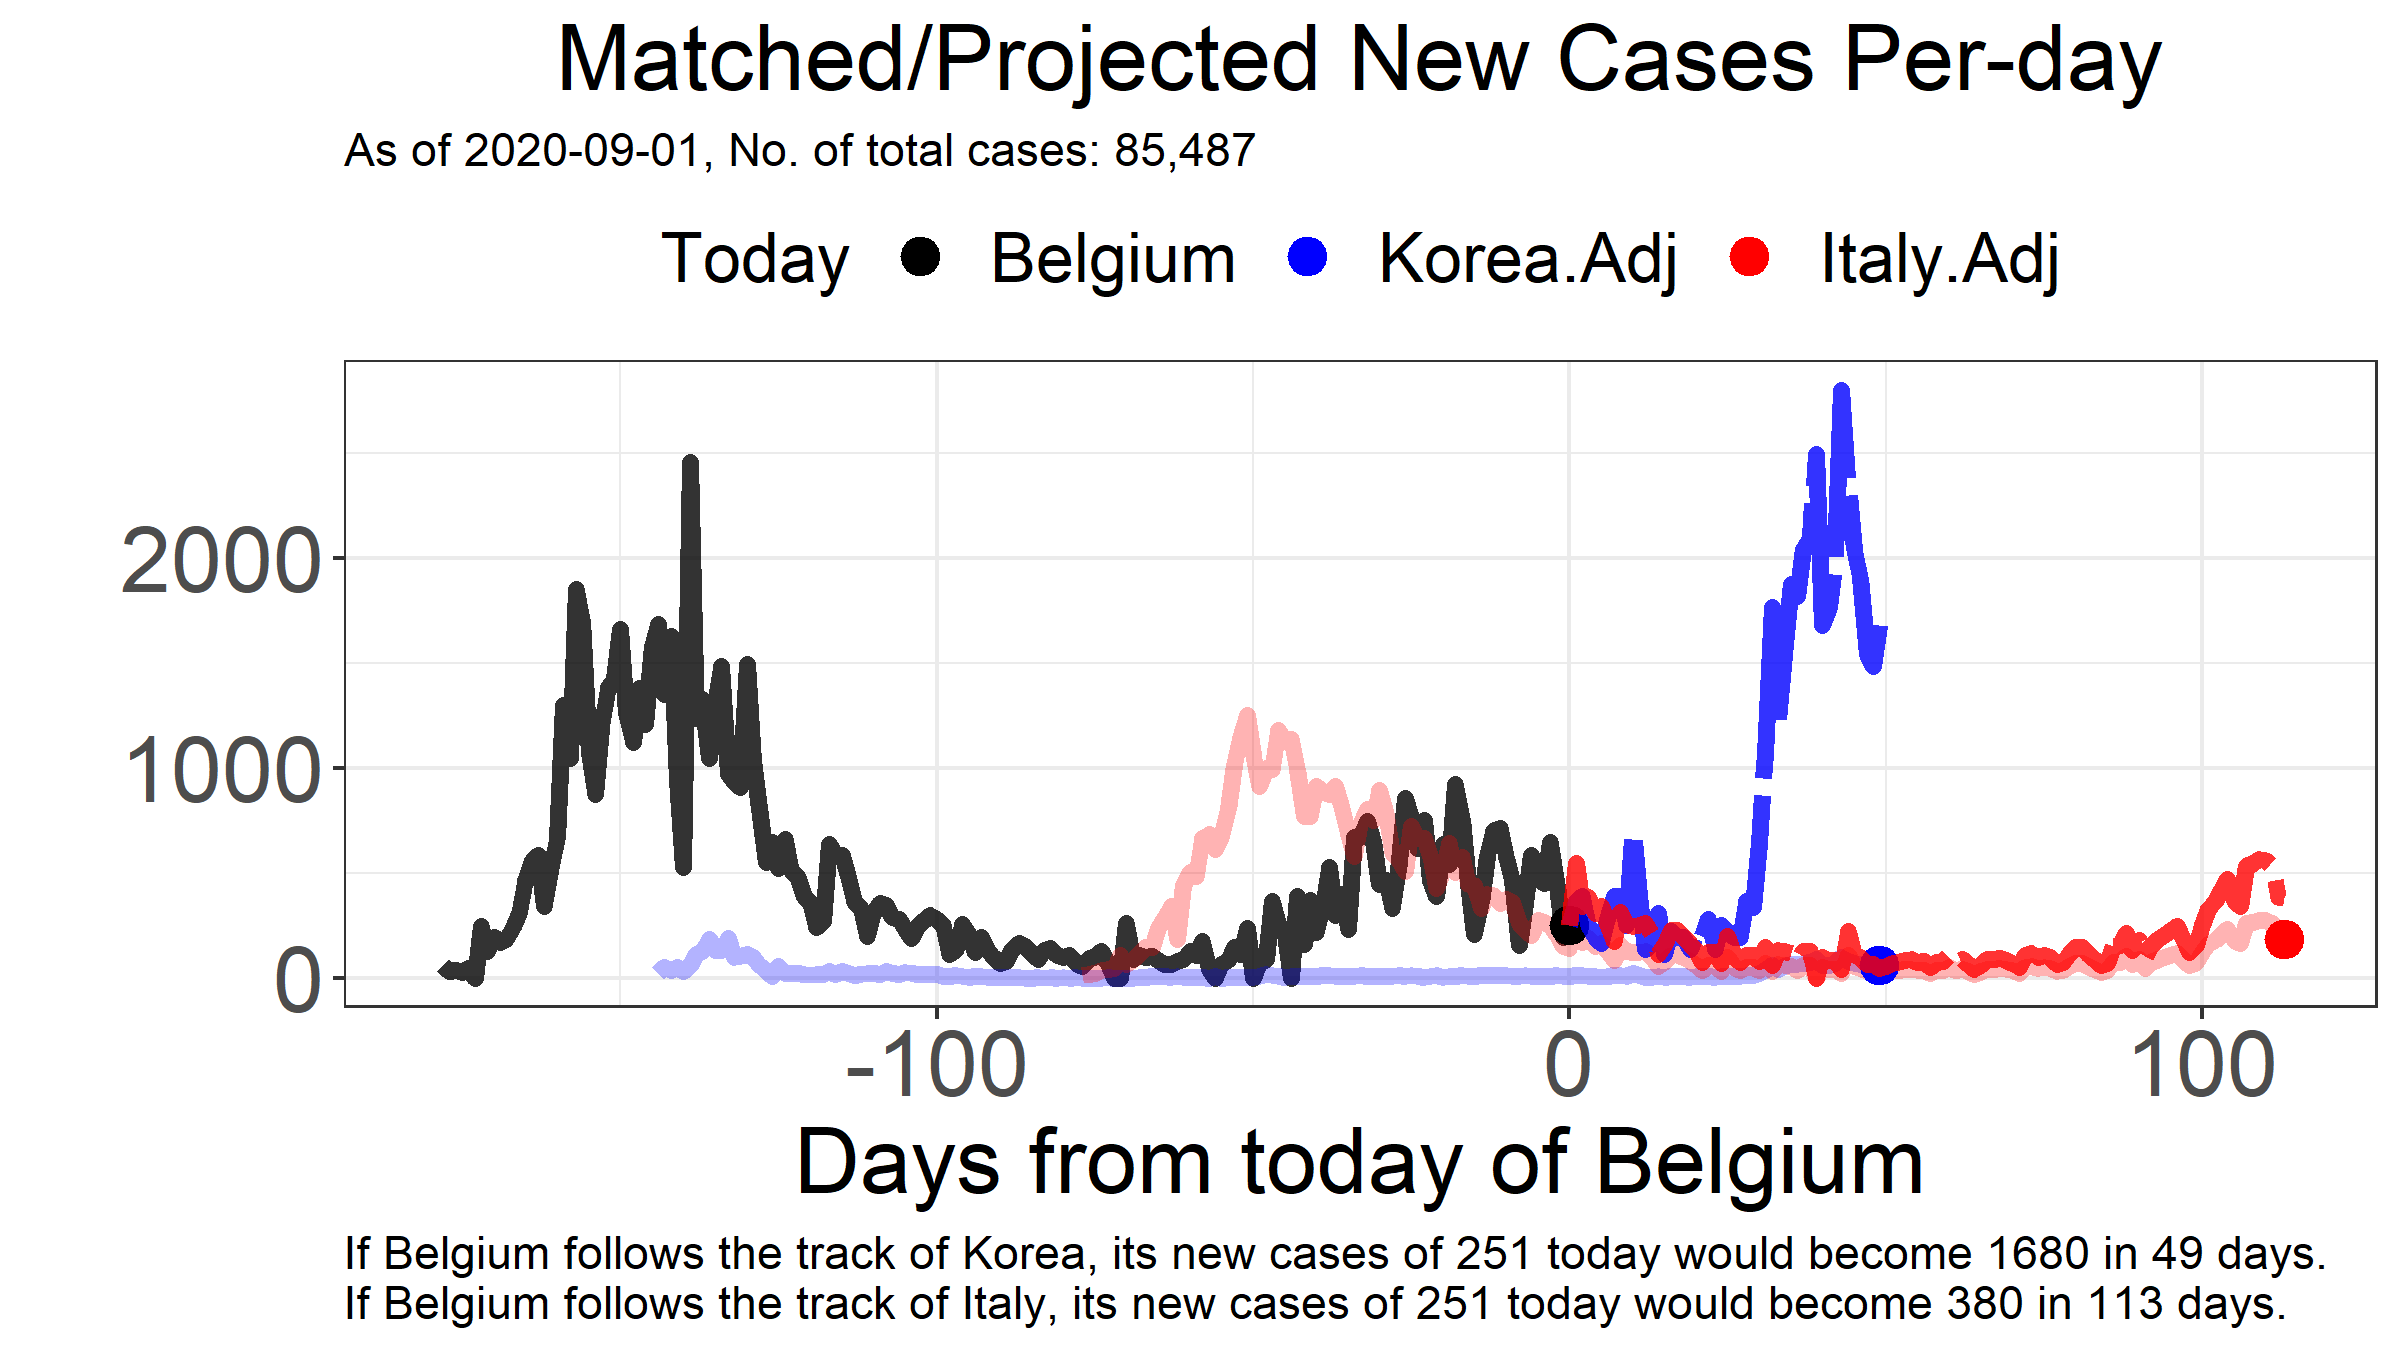 Matched/Projected New Cases Per-day
As of 2020-09-01, No. of total cases: 85,487
Today Belgium Korea.Adj Italy.Adj
2000
1000
0
-100 0 100
Days from today of Belgium
If Belgium follows the track of Korea, its new cases of 251 today would become 1680 in 49 days.
If Belgium follows the track of Italy, its new cases of 251 today would become 380 in 113 days.